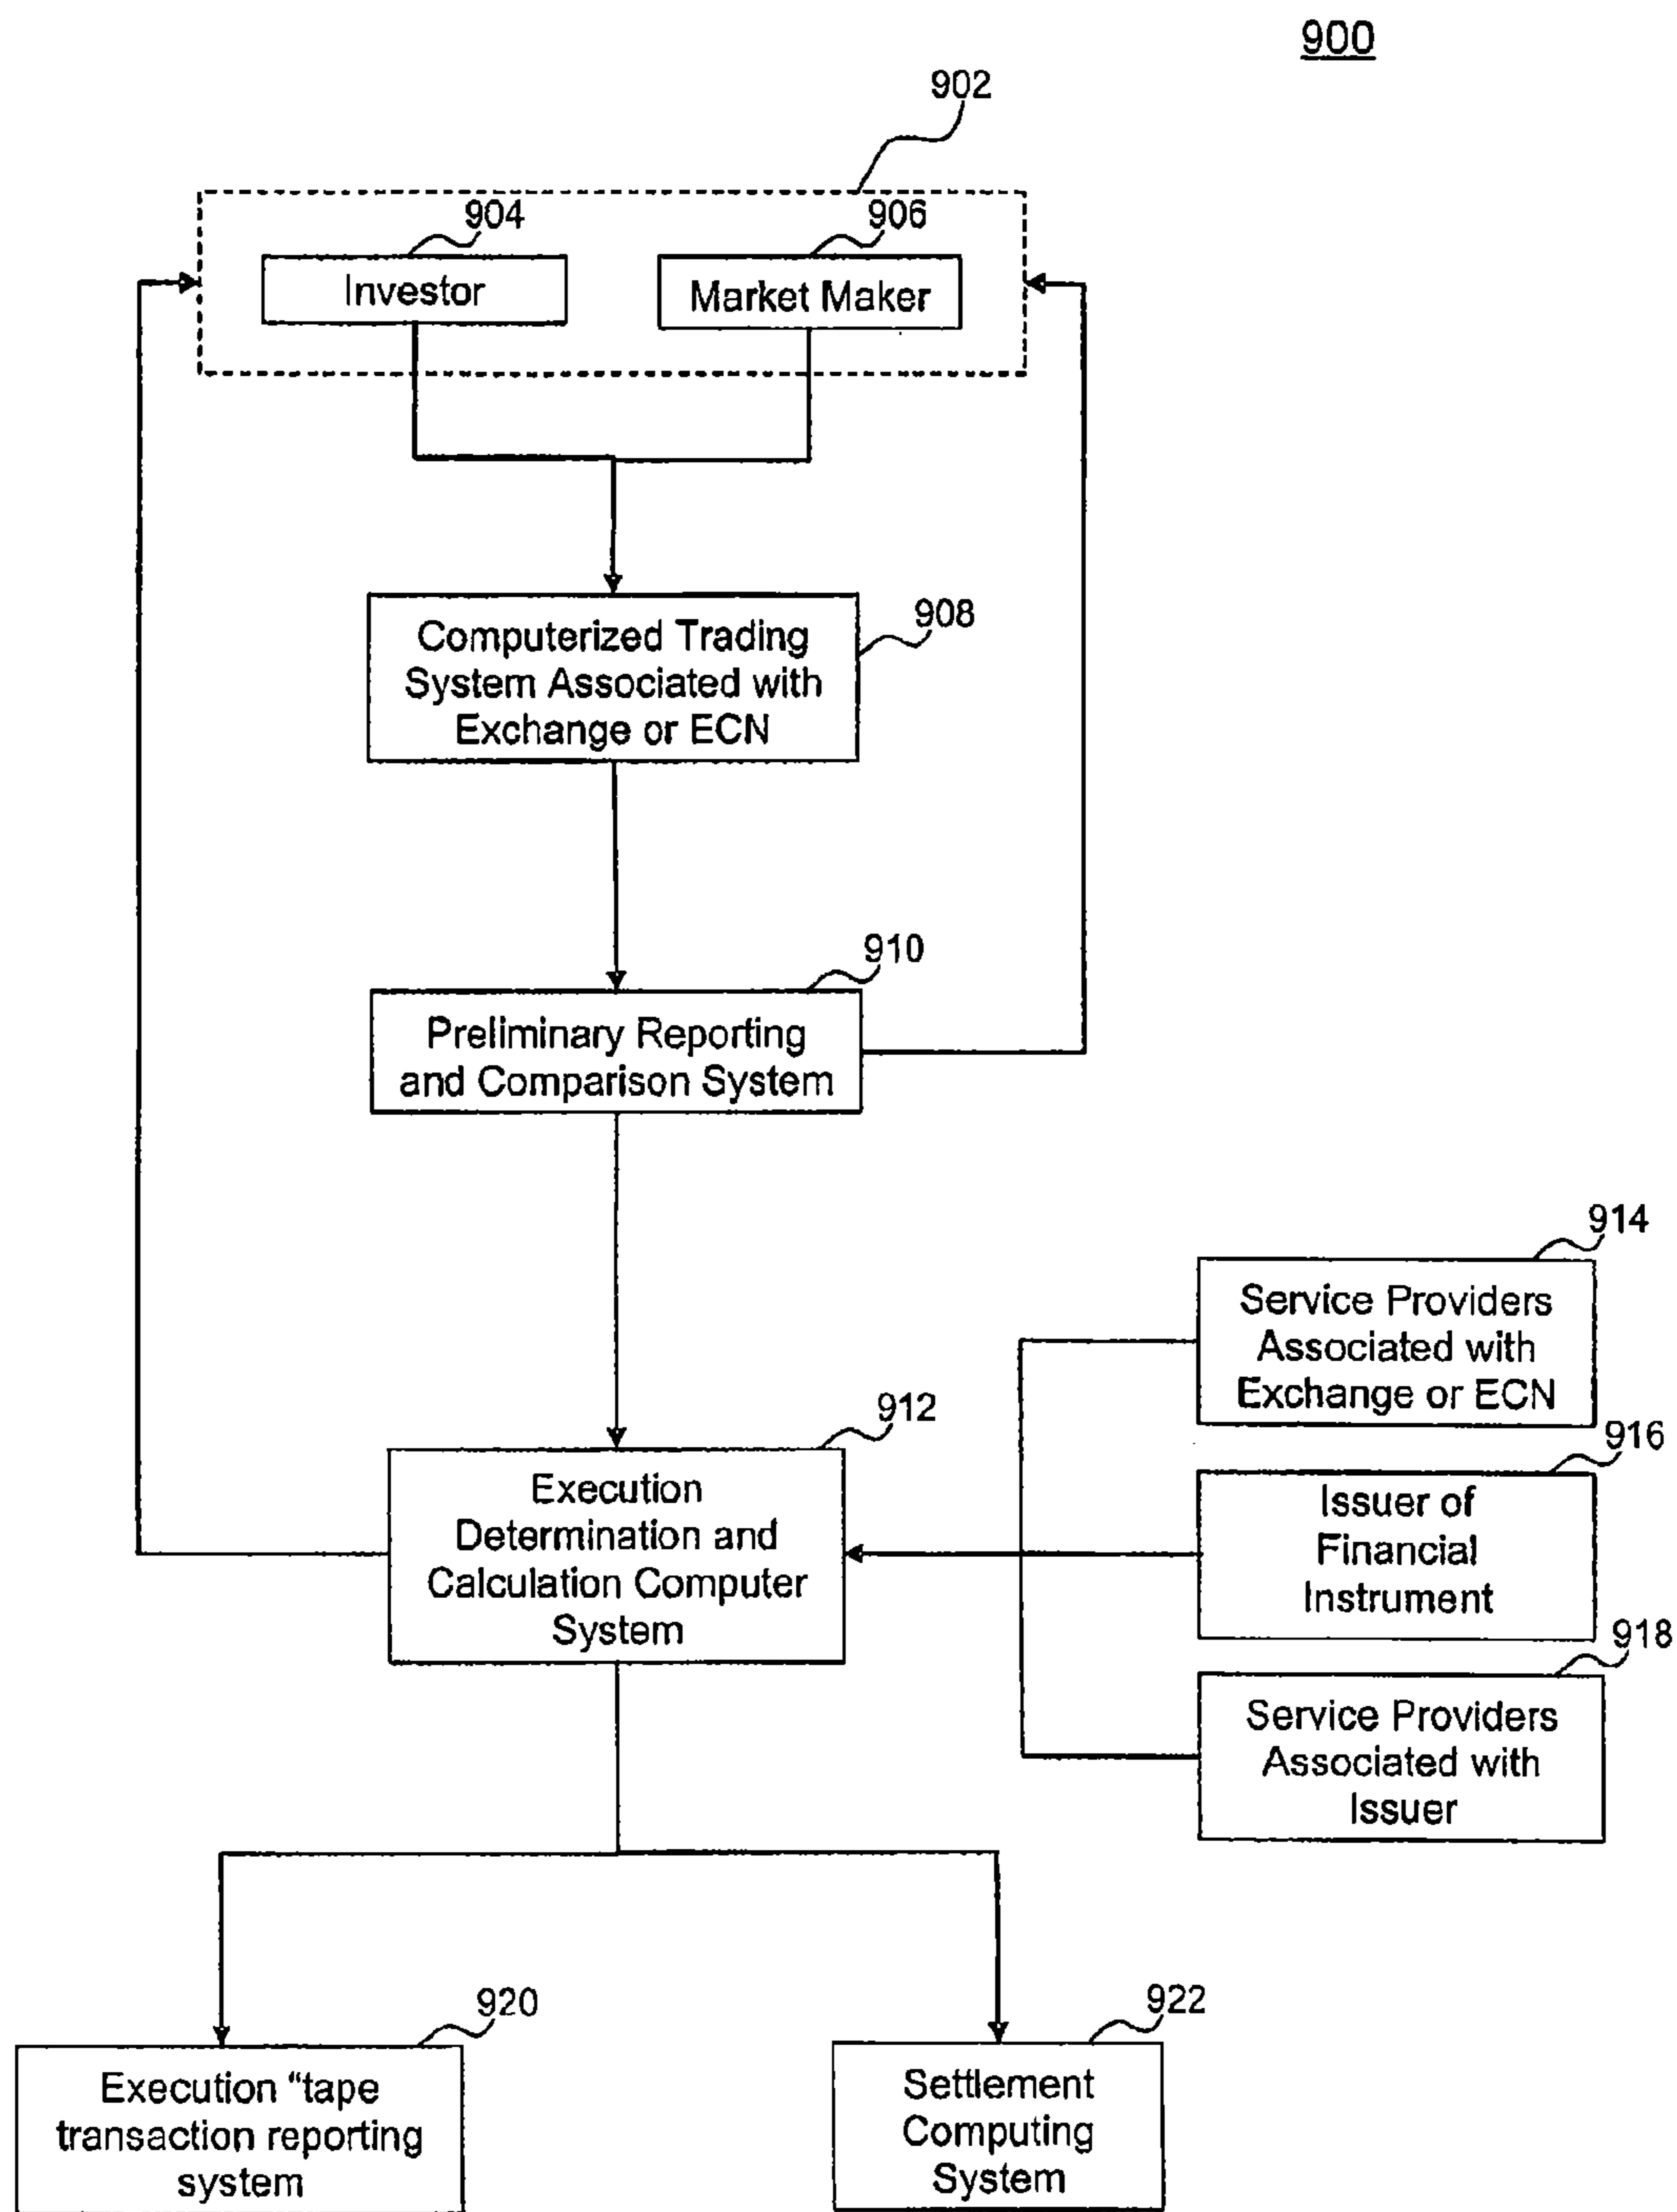 900
902
904
906
Investor
Market Maker
908
Computerized Trading
System Associated with
Exchange or ECN
910
Preliminary Reporting
and Comparison System
914
Service Providers
Associated with
Exchange or ECN
912
Execution
Determination and
Calculation Computer
System
916
Issuer of
Financial
Instrument
918
Service Providers
Associated with
Issuer
920
Execution “tape
transaction reporting
system
922
Settlement
Computing
System